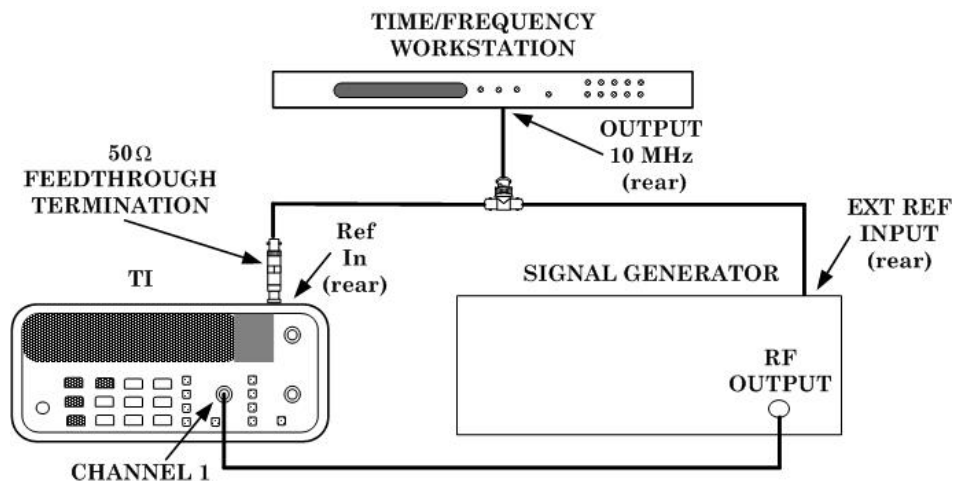 TIME/FREQUENCY
WORKSTATION
OUTPUT
10 MHz
(rear)
50Ω
FEEDTHROUGH
TERMINATION
Ref
In
(rear)
EXT REF
INPUT
(rear)
TI
SIGNAL GENERATOR
RF
OUTPUT
CHANNEL 1